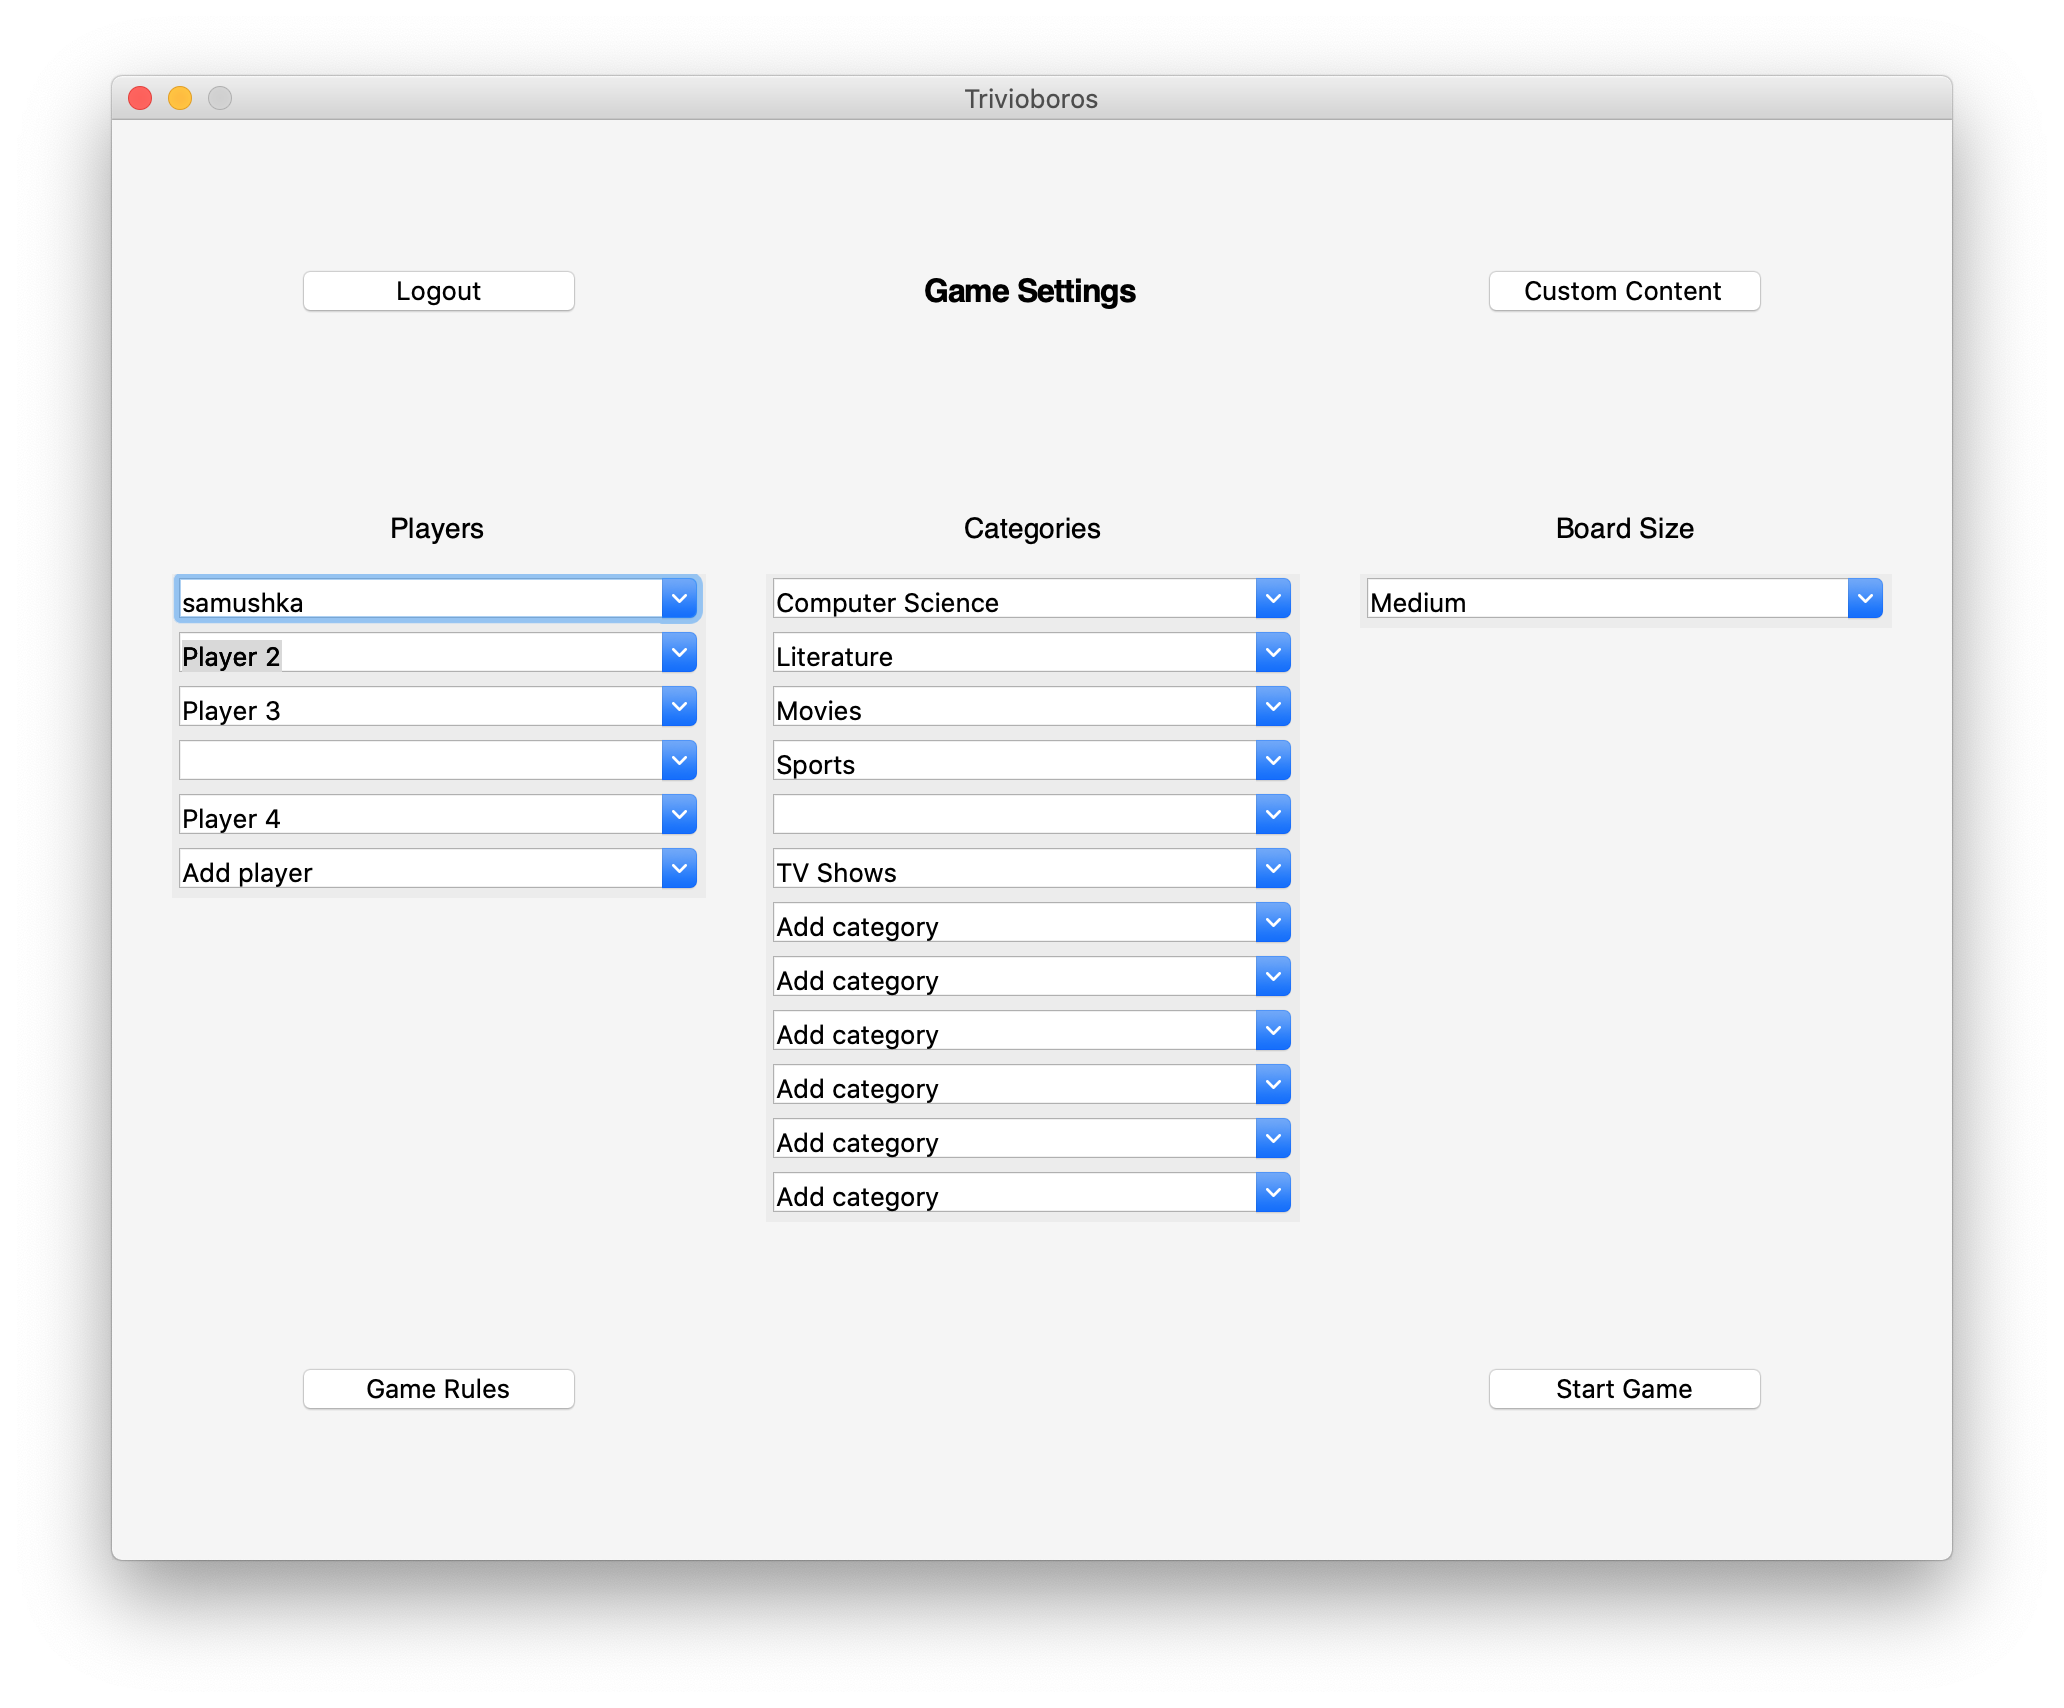 Trivioboros
Logout
Game Settings
Custom Content
Players
samushka
Player 2
Player 3
Player 4
Add player
Categories
Computer Science
Literature
Movies
Sports
TV Shows
Add category
Add category
Add category
Add category
Add category
Add category
Board Size
Medium
Game Rules
Start Game